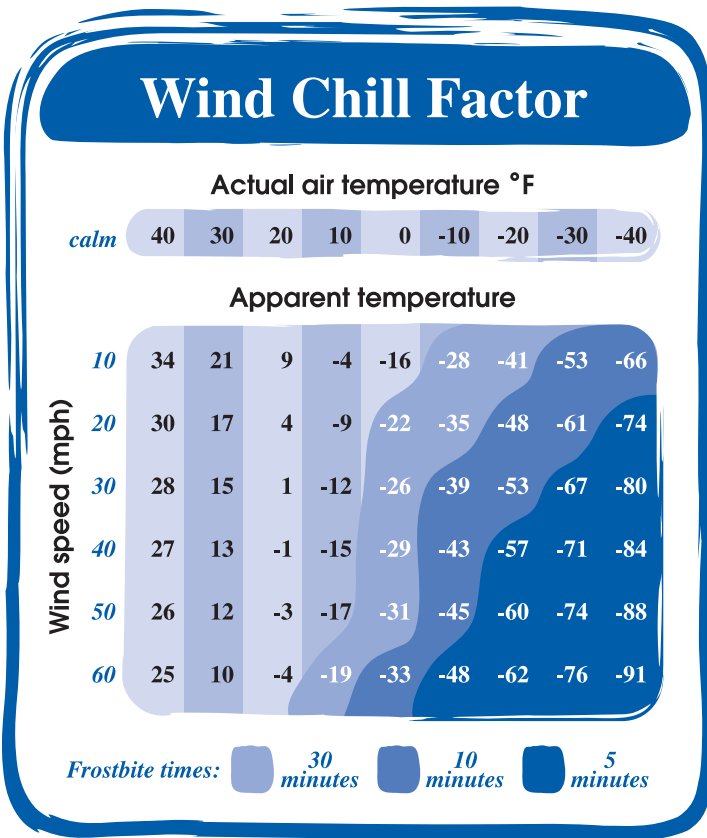 Wind Chill Factor
Actual air temperature °F
calm 40 30 20 10 0 -10 -20 -30 -40
Apparent temperature
Wind speed (mph)
10 34 21 9 -4 -16 -28 -41 -53 -66
20 30 17 4 -9 -22 -35 -48 -61 -74
30 28 15 1 -12 -26 -39 -53 -67 -80
40 27 13 -1 -15 -29 -43 -57 -71 -84
50 26 12 -3 -17 -31 -45 -60 -74 -88
60 25 10 -4 -19 -33 -48 -62 -76 -91
Frostbite times: 30 minutes 10 minutes 5 minutes